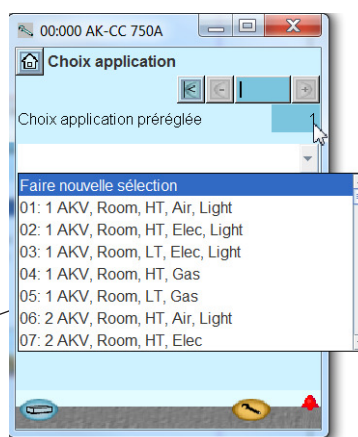 00:000 AK-CC 750A
Choix application
Choix application préréglée 1
Faire nouvelle sélection
01: 1 AKV, Room, HT, Air, Light
02: 1 AKV, Room, HT, Elec, Light
03: 1 AKV, Room, LT, Elec, Light
04: 1 AKV, Room, HT, Gas
05: 1 AKV, Room, LT, Gas
06: 2 AKV, Room, HT, Air, Light
07: 2 AKV, Room, HT, Elec